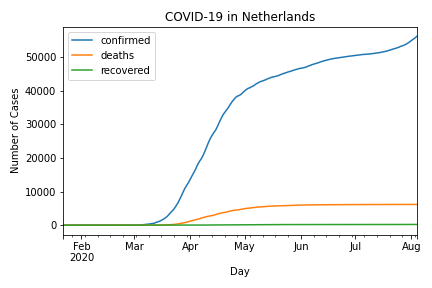 COVID-19 in Netherlands
confirmed
deaths
recovered
Number of Cases
50000
40000
30000
20000
10000
0
Feb Mar Apr May Jun Jul Aug
2020
Day